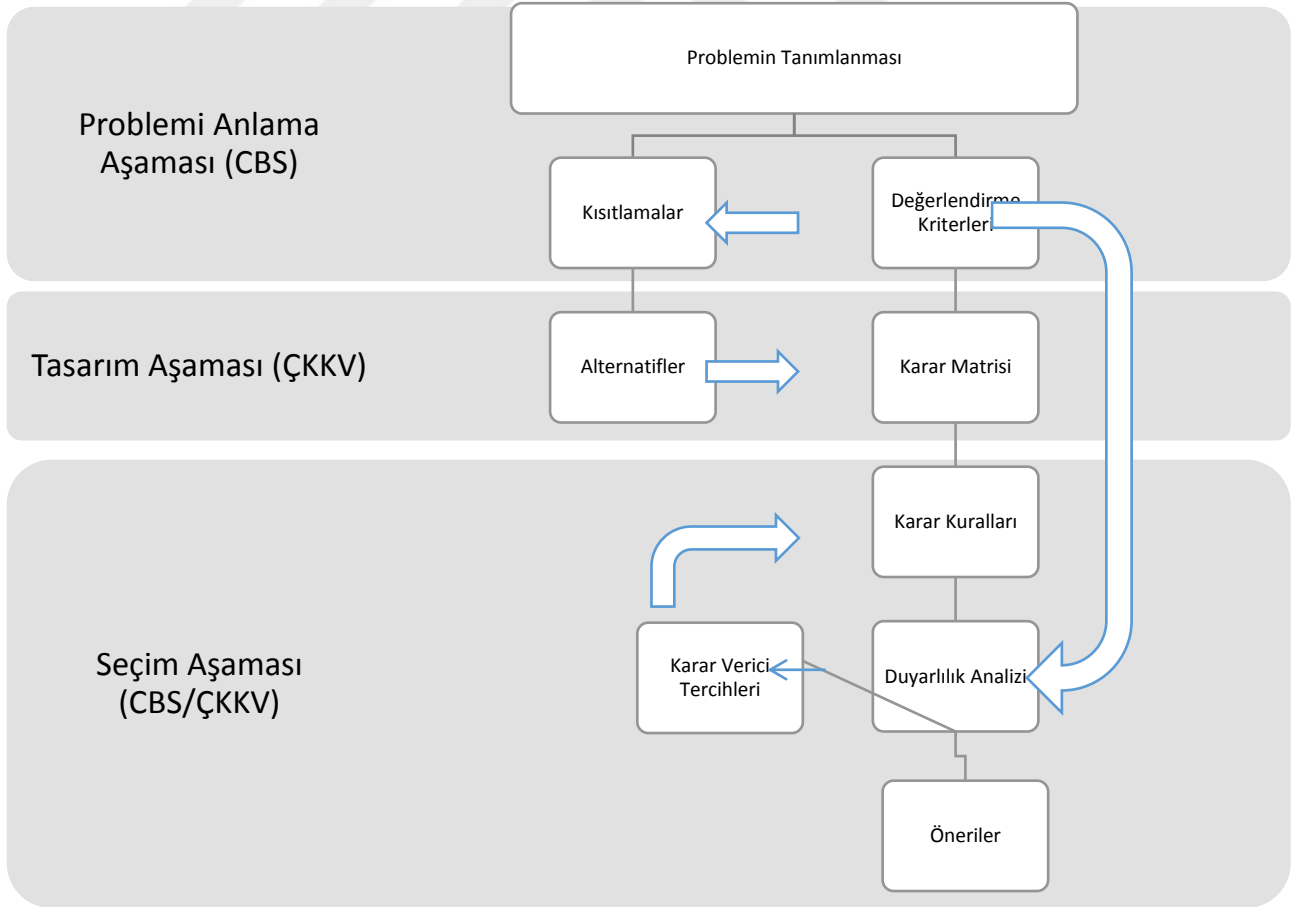 Problemin Tanımlanması
Problemi Anlama
Aşaması (CBS)
Kısıtlamalar
Değerlendirme
Kriterleri
Tasarım Aşaması (ÇKKV)
Alternatifler
Karar Matrisi
Karar Kuralları
Seçim Aşaması
(CBS/ÇKKV)
Karar Verici
Tercihleri
Duyarlılık Analizi
Öneriler